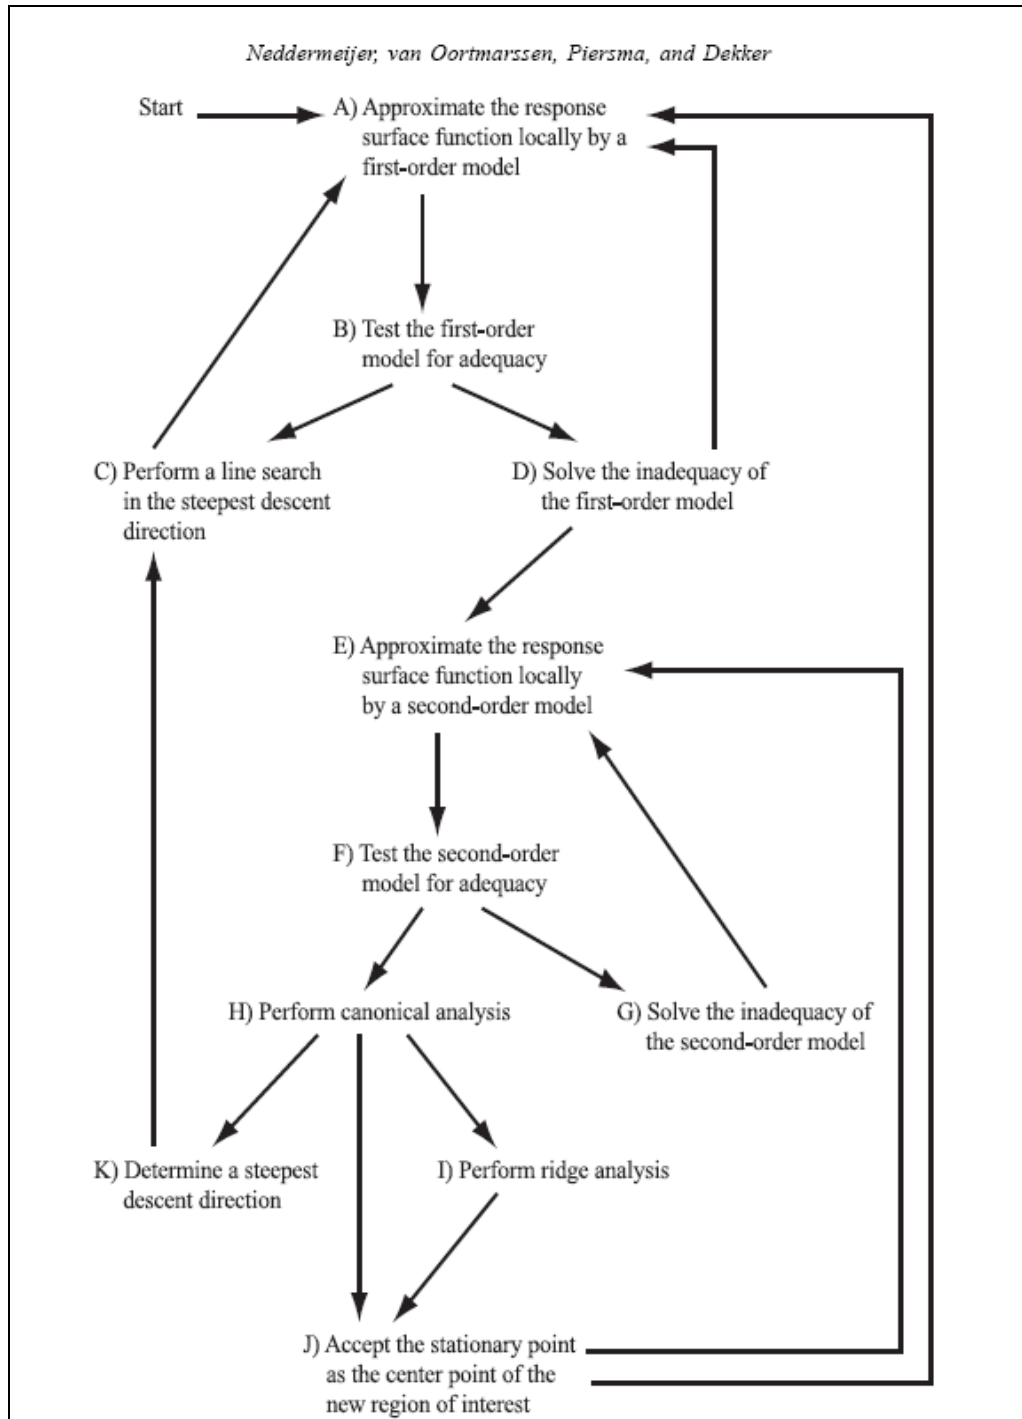 Neddermeijer, van Oortmarssen, Piersma, and Dekker
Start
A) Approximate the response
surface function locally by a
first-order model
B) Test the first-order
model for adequacy
C) Perform a line search
in the steepest descent
direction
D) Solve the inadequacy of
the first-order model
E) Approximate the response
surface function locally
by a second-order model
F) Test the second-order
model for adequacy
H) Perform canonical analysis
G) Solve the inadequacy of
the second-order model
K) Determine a steepest
descent direction
I) Perform ridge analysis
J) Accept the stationary point
as the center point of the
new region of interest